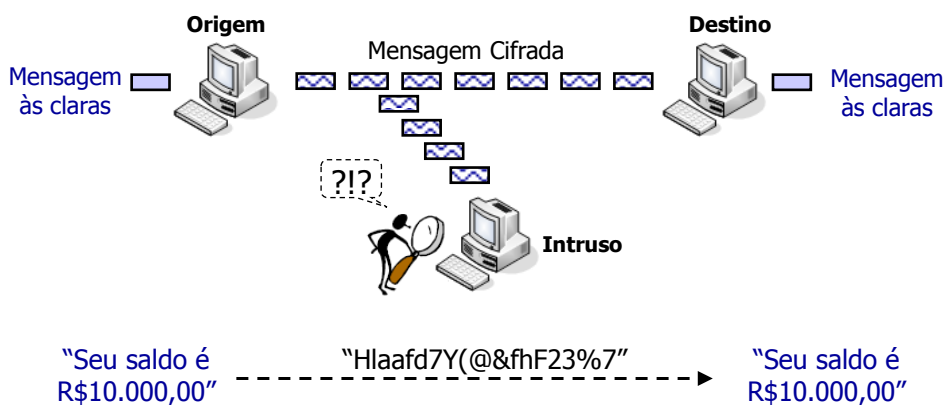 Origem
Destino
Mensagem Cifrada
Mensagem
às claras
Mensagem
às claras
?!?
Intruso
“Seu saldo é
R$10.000,00”
“Hlaafd7Y(@&fhF23%7”
“Seu saldo é
R$10.000,00”